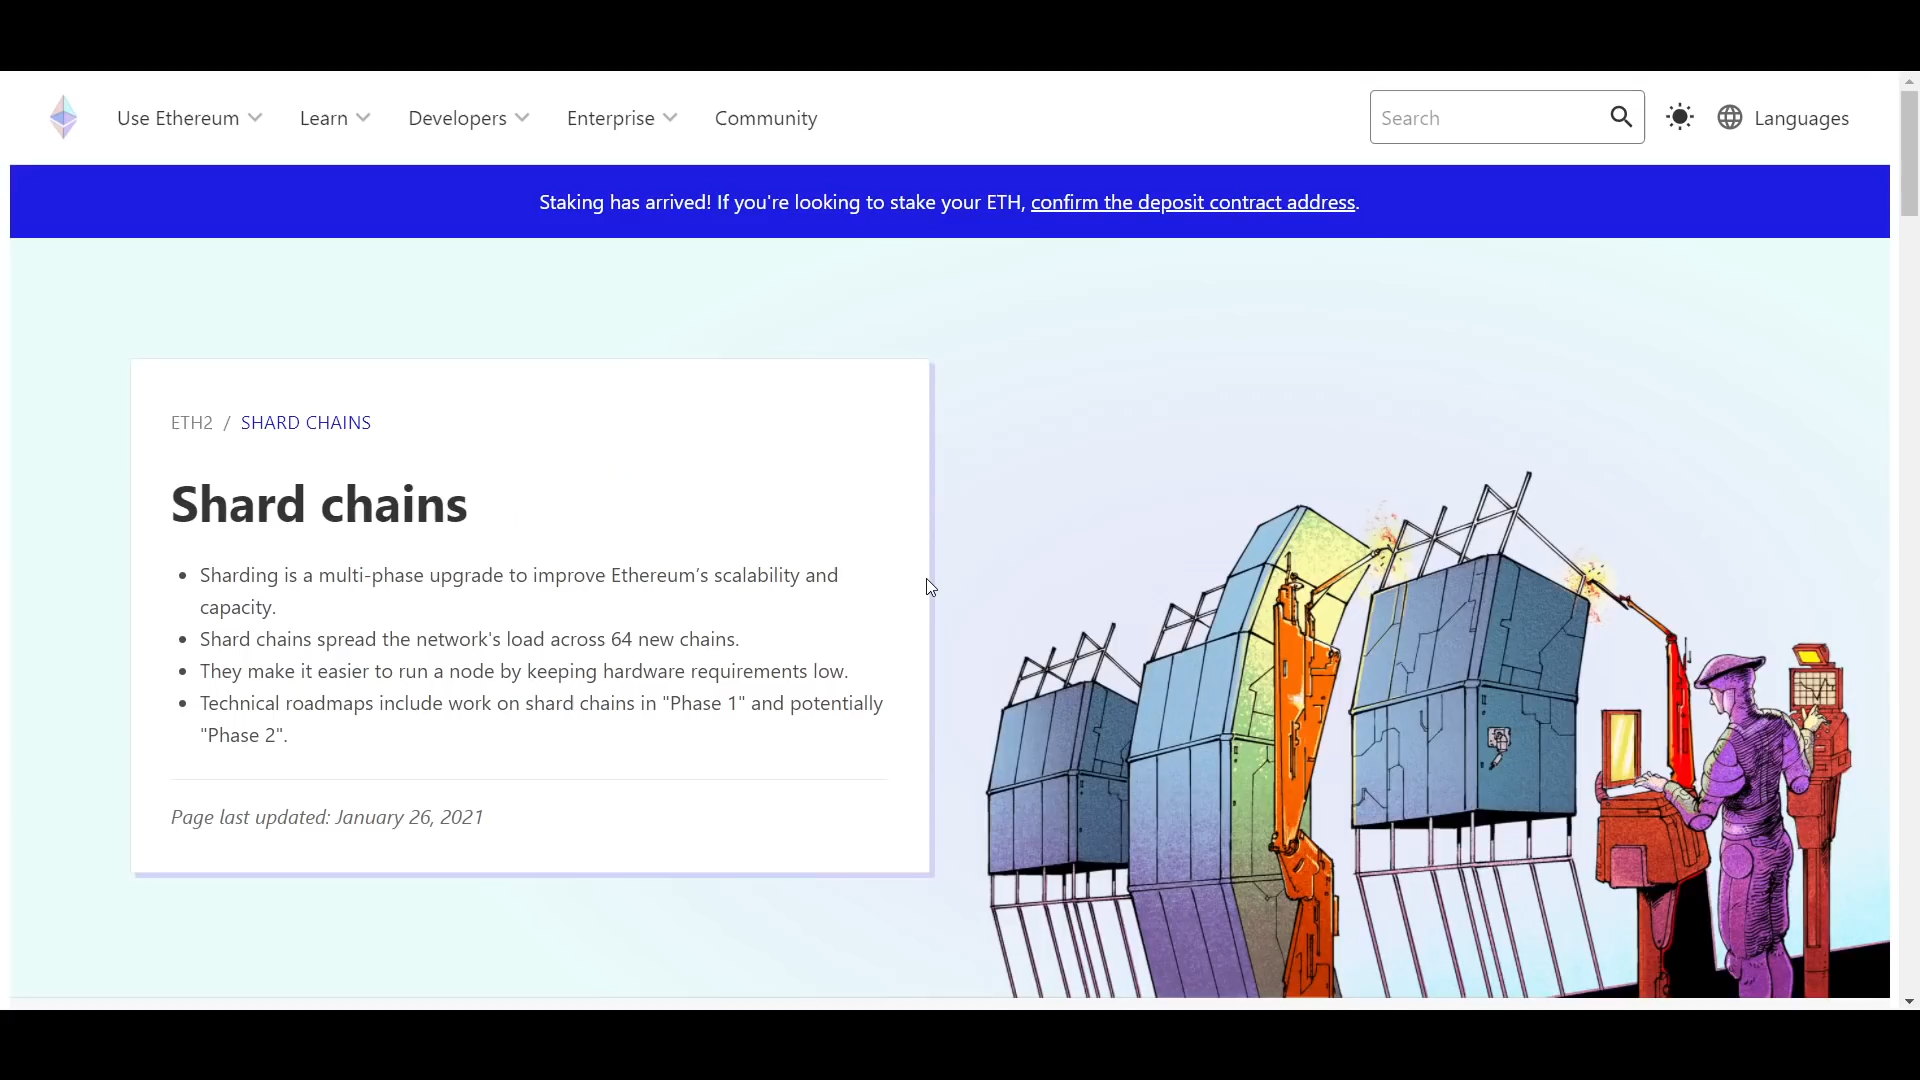 Use Ethereum Learn Developers Enterprise Community Search Languages
Staking has arrived! If you're looking to stake your ETH, confirm the deposit contract address.
ETH2 / SHARD CHAINS
Shard chains
• Sharding is a multi-phase upgrade to improve Ethereum’s scalability and
capacity.
• Shard chains spread the network's load across 64 new chains.
• They make it easier to run a node by keeping hardware requirements low.
• Technical roadmaps include work on shard chains in "Phase 1" and potentially
"Phase 2".
Page last updated: January 26, 2021